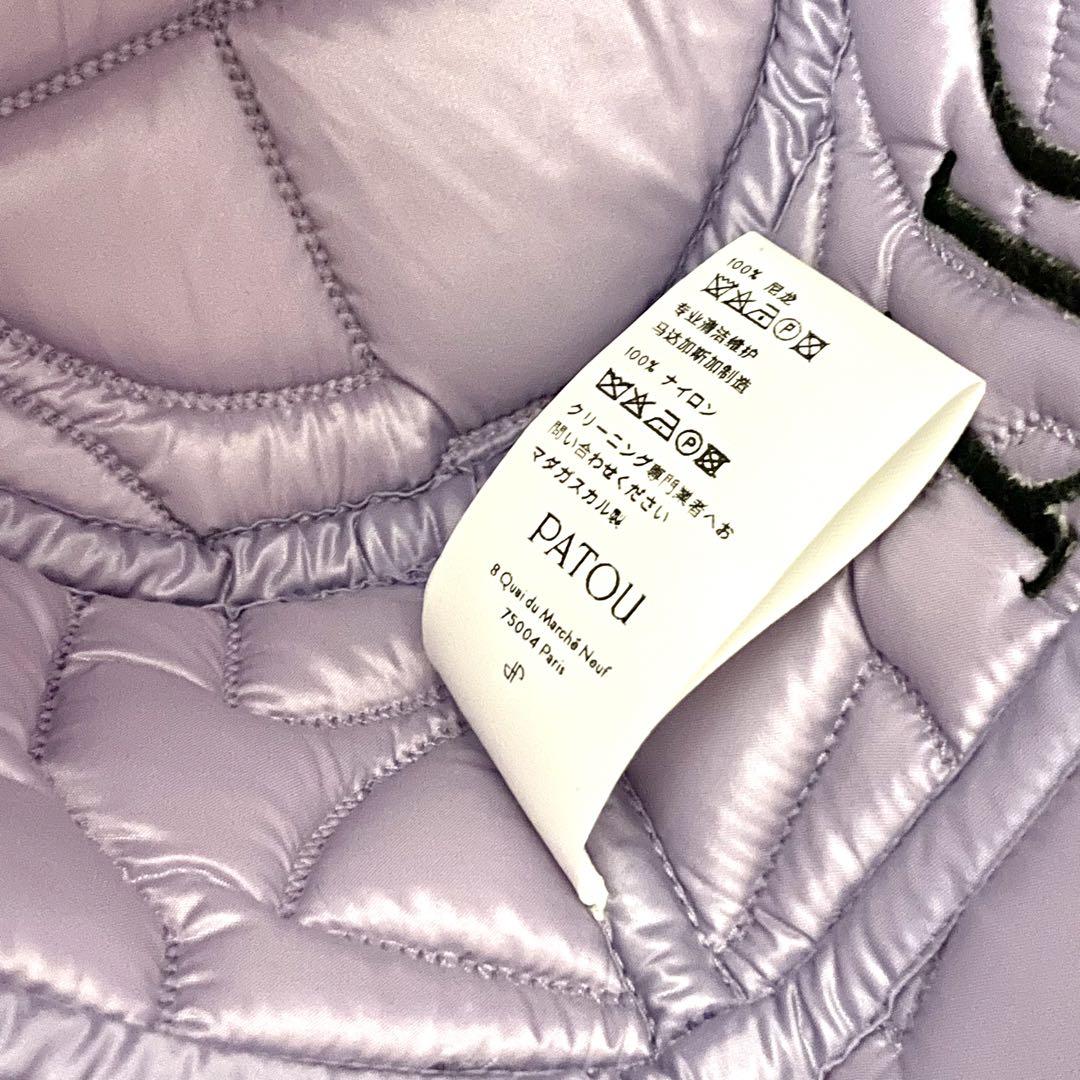 100% 尼龙
专业清洁维护
马达加斯加制造
100% ナイロン
クリーニング専門業者へお
問い合わせください
マダガスカル製
PATOU
8 Quai du Marché Neuf
75004 Paris
JP